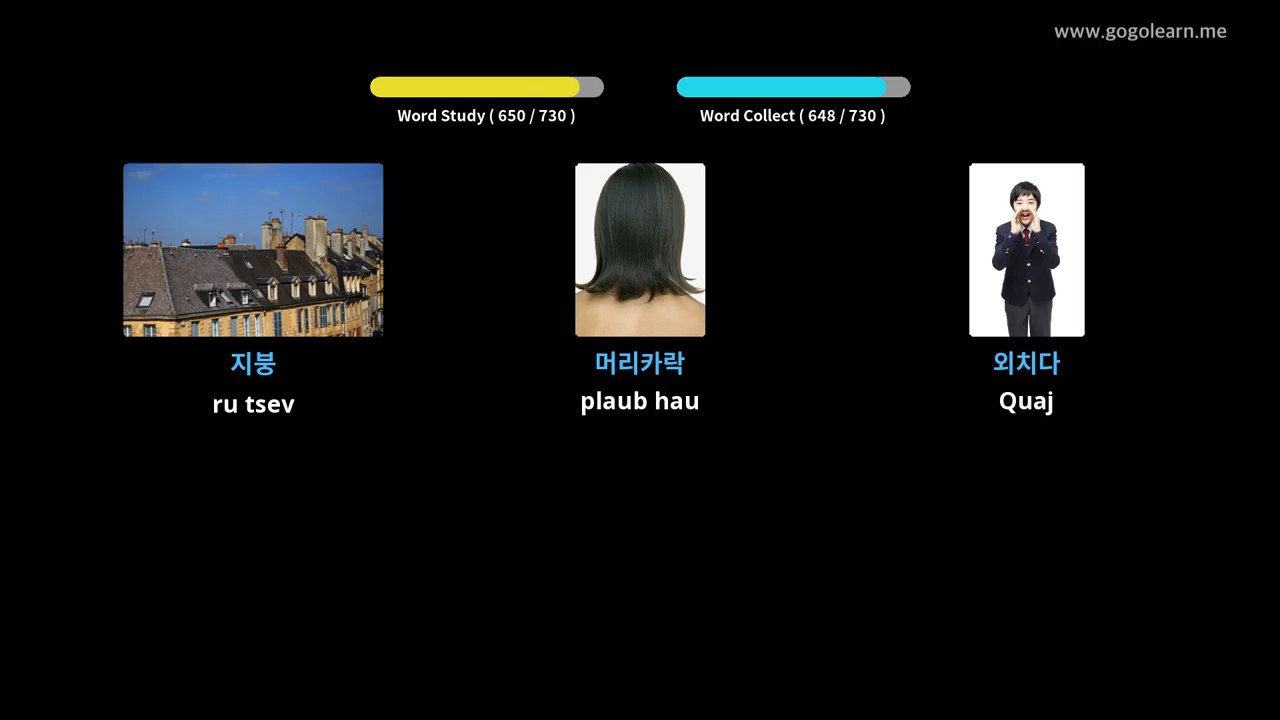 www.gogolearn.me
Word Study ( 650 / 730 )
Word Collect ( 648 / 730 )
지붕
머리카락
외치다
ru tsev
plaub hau
Quaj